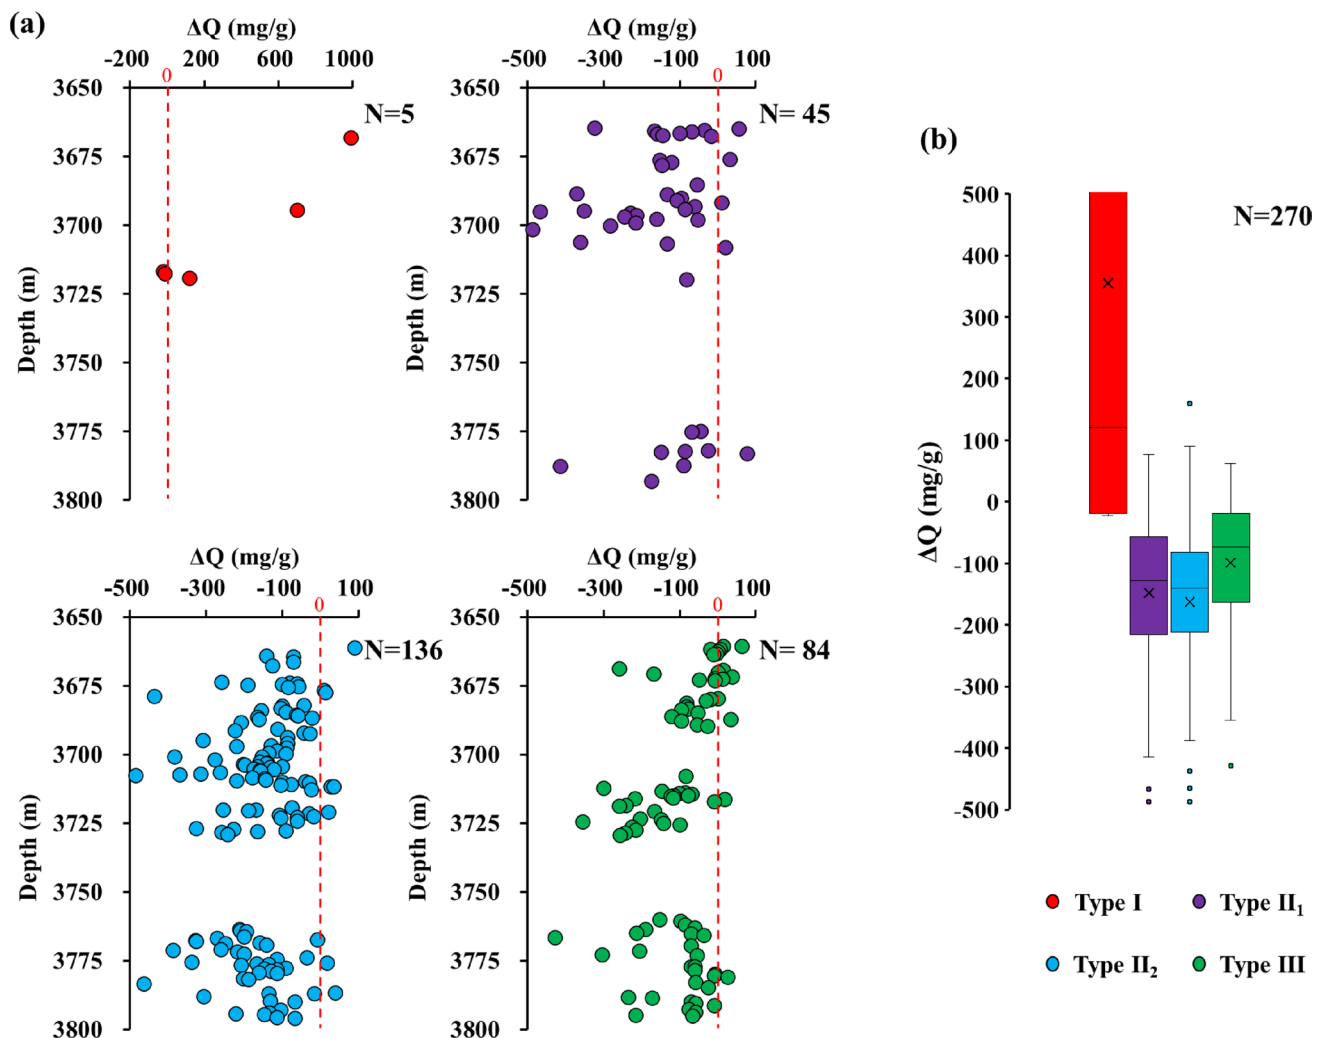 (a)
ΔQ (mg/g)
-200 200 600 1000
0
3650
3675
3700
3725
3750
3775
3800
Depth (m)
N=5
ΔQ (mg/g)
-500 -300 -100 100
0
3650
3675
3700
3725
3750
3775
3800
Depth (m)
N= 45
ΔQ (mg/g)
-500 -300 -100 100
0
3650
3675
3700
3725
3750
3775
3800
Depth (m)
N=136
ΔQ (mg/g)
-500 -300 -100 100
0
3650
3675
3700
3725
3750
3775
3800
Depth (m)
N= 84
(b)
N=270
500
400
300
200
100
0
-100
-200
-300
-400
-500
ΔQ (mg/g)
Type I Type II₁
Type II₂ Type III